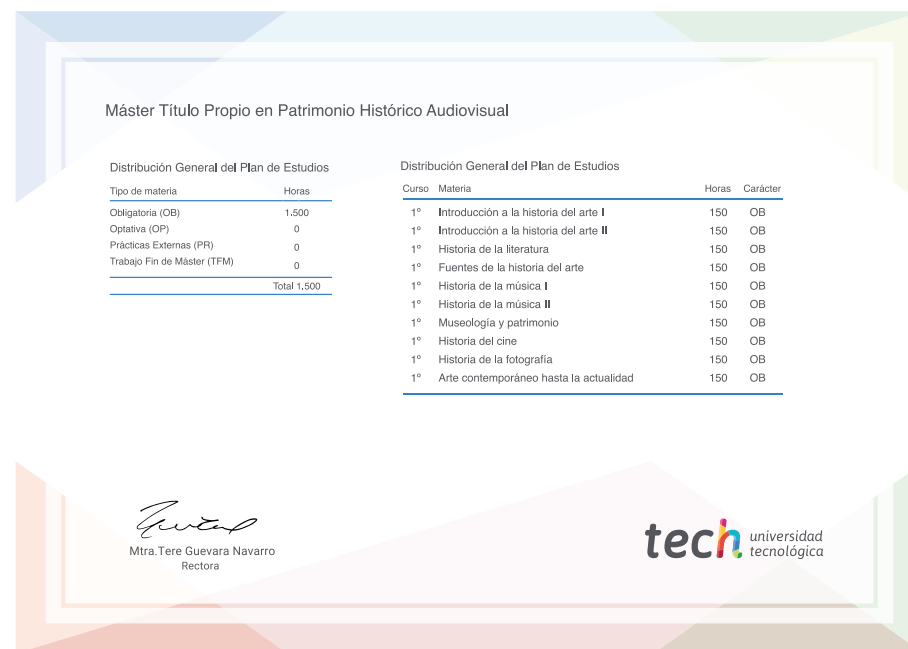 Máster Título Propio en Patrimonio Histórico Audiovisual
Distribución General del Plan de Estudios
Tipo de materia Horas
Obligatoria (OB) 1.500
Optativa (OP) 0
Prácticas Externas (PR) 0
Trabajo Fin de Máster (TFM) 0
Total 1.500
Distribución General del Plan de Estudios
Curso Materia Horas Carácter
1º Introducción a la historia del arte I 150 OB
1º Introducción a la historia del arte II 150 OB
1º Historia de la literatura 150 OB
1º Fuentes de la historia del arte 150 OB
1º Historia de la música I 150 OB
1º Historia de la música II 150 OB
1º Museología y patrimonio 150 OB
1º Historia del cine 150 OB
1º Historia de la fotografía 150 OB
1º Arte contemporáneo hasta la actualidad 150 OB
Mtra.Tere Guevara Navarro
Rectora
tech universidad
tecnológica